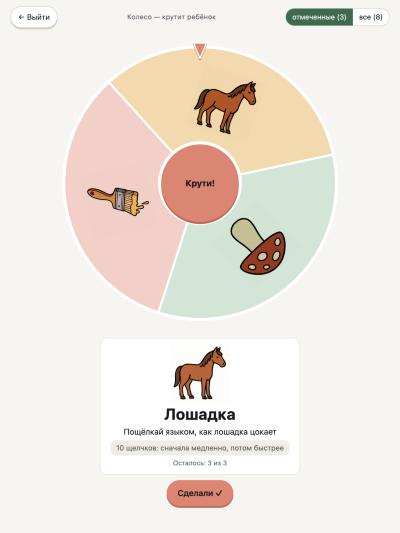 ← Выйти
Колесо — крутит ребёнок
отмеченные (3)
все (8)
Крути!
Лошадка
Пощёлкай языком, как лошадка цокает
10 щелчков: сначала медленно, потом быстрее
Осталось: 3 из 3
Сделали ✓